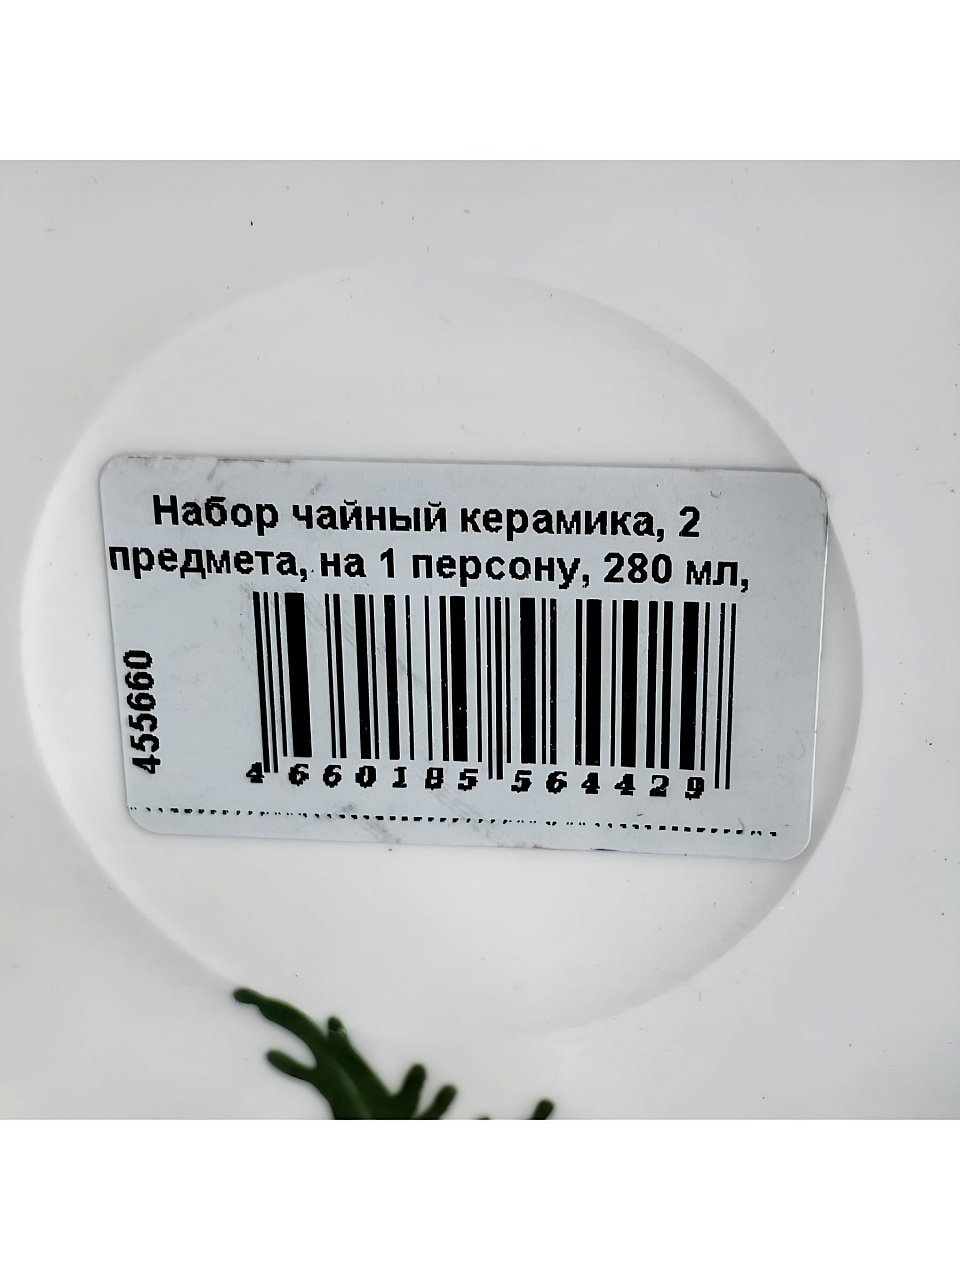 Набор чайный керамика, 2
предмета, на 1 персону, 280 мл,
455660
4 660185 564429